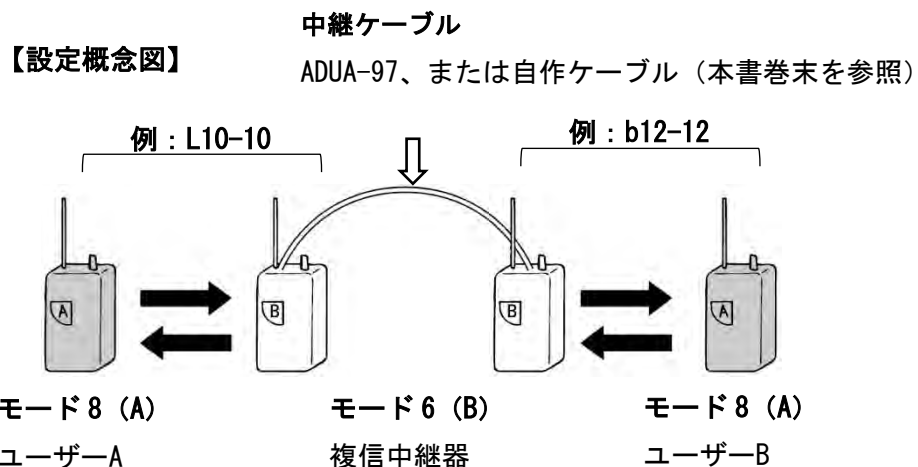 中継ケーブル
【設定概念図】
ADUA-97、または自作ケーブル（本書巻末を参照）
例：L10-10
例：b12-12
A
B
B
A
モード8（A）
モード6（B）
モード8（A）
ユーザーA
複信中継器
ユーザーB